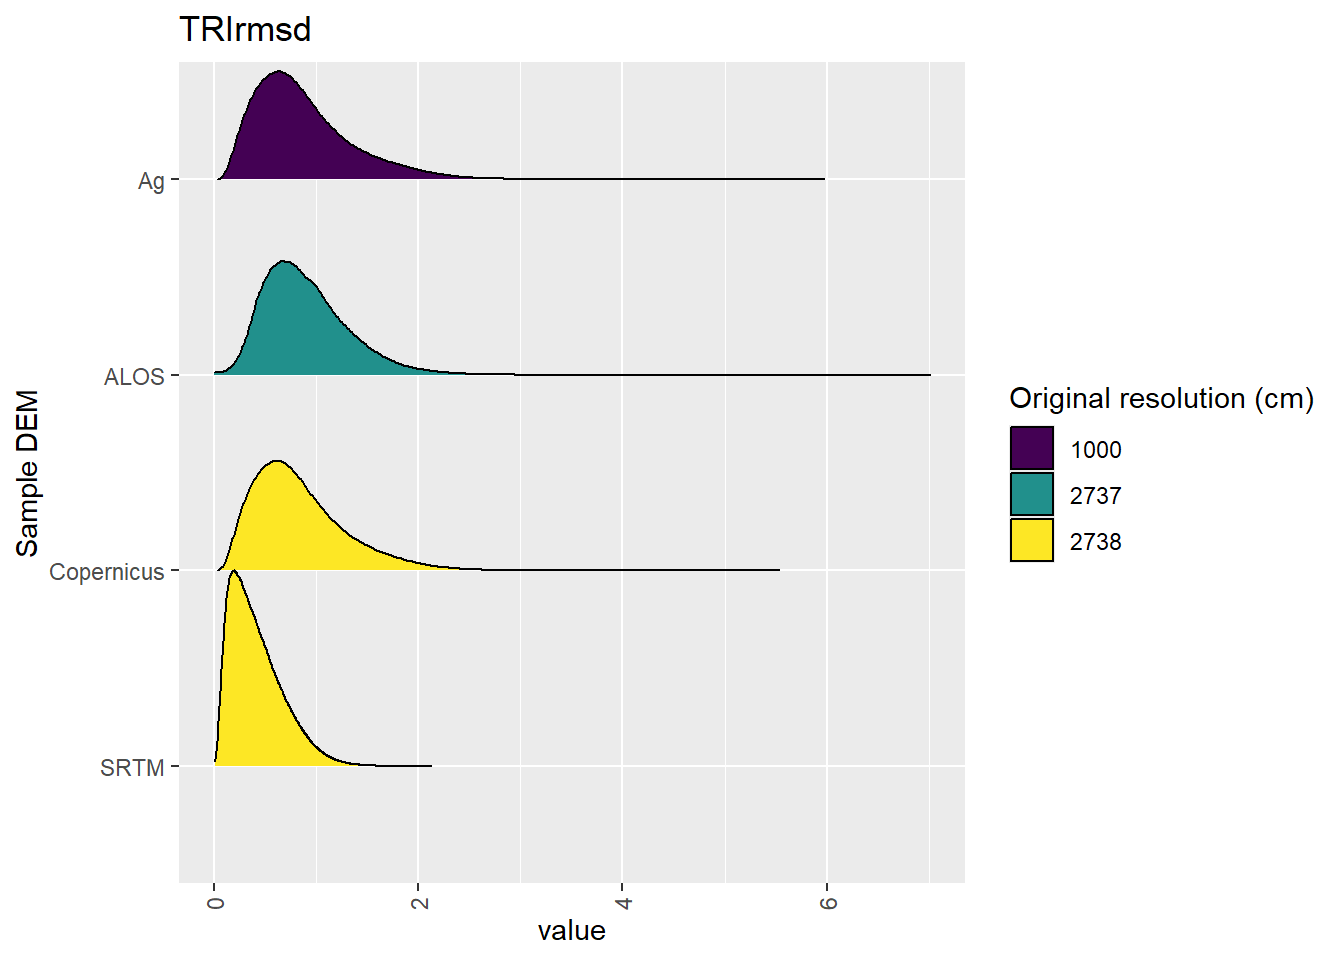 TRIrmsd
Sample DEM
Ag
ALOS
Copernicus
SRTM
0
2
4
6
value
Original resolution (cm)
1000
2737
2738